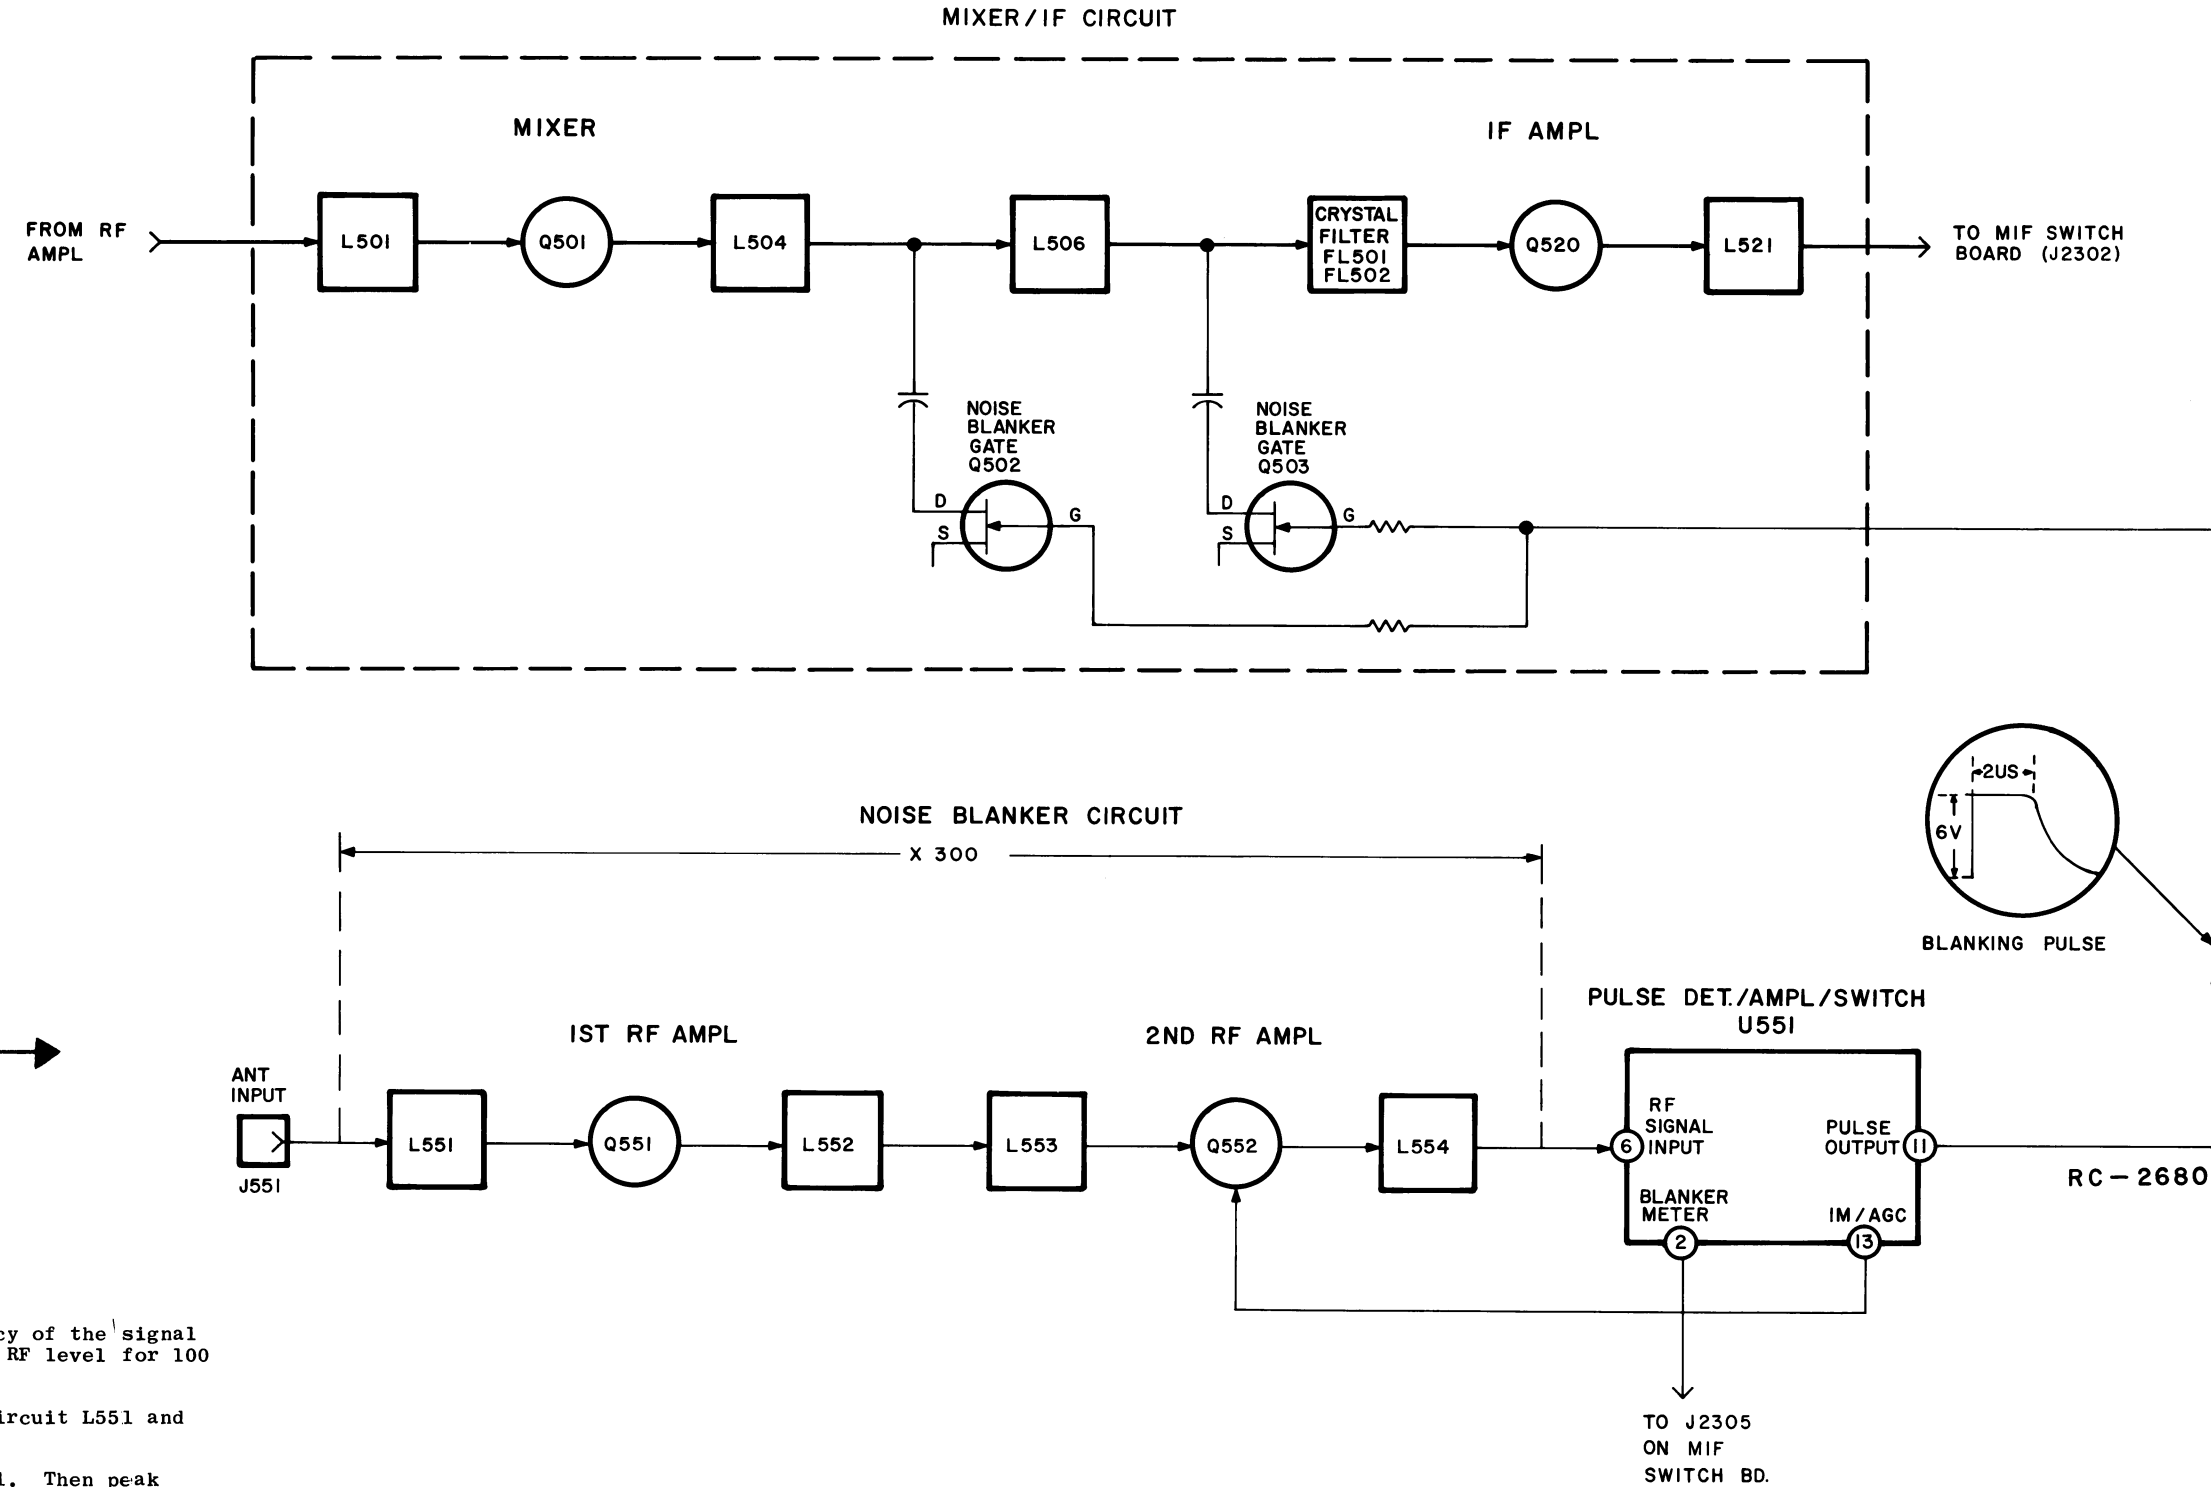 MIXER/IF CIRCUIT
MIXER
IF AMPL
FROM RF
AMPL
L501
Q501
L504
L506
CRYSTAL
FILTER
FL501
FL502
Q520
L521
TO MIF SWITCH
BOARD (J2302)
NOISE
BLANKER
GATE
Q502
D
S
G
NOISE
BLANKER
GATE
Q503
D
S
G
2US
6V
BLANKING PULSE
NOISE BLANKER CIRCUIT
X 300
1ST RF AMPL
2ND RF AMPL
PULSE DET./AMPL/SWITCH
U551
ANT
INPUT
J551
L551
Q551
L552
L553
Q552
L554
6
RF
SIGNAL
INPUT
PULSE
OUTPUT
11
RC-2680
BLANKER
METER
2
IM/AGC
13
TO J2305
ON MIF
SWITCH BD.
cy of the signal
RF level for 100
ircuit L551 and
Then peak